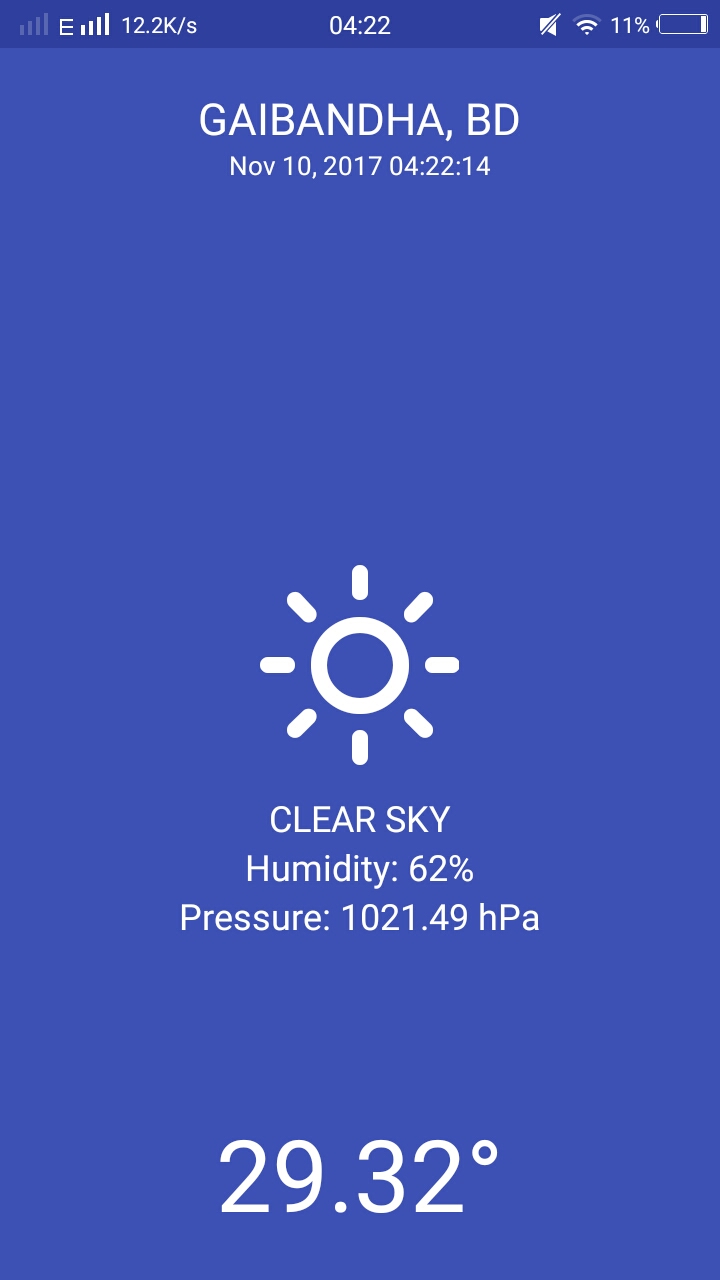 E 12.2K/s 04:22 11%
GAIBANDHA, BD
Nov 10, 2017 04:22:14
CLEAR SKY
Humidity: 62%
Pressure: 1021.49 hPa
29.32°